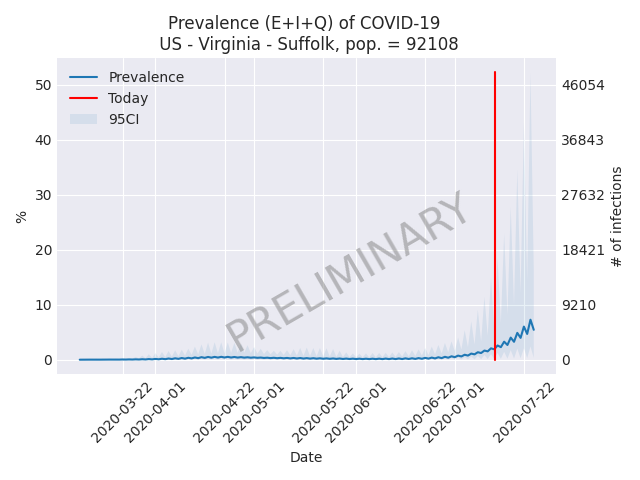 Prevalence (E+I+Q) of COVID-19
US - Virginia - Suffolk, pop. = 92108
Prevalence
Today
95CI
50
40
30
20
10
0
%
46054
36843
27632
18421
9210
0
# of infections
PRELIMINARY
2020-03-22
2020-04-01
2020-04-22
2020-05-01
2020-05-22
2020-06-01
2020-06-22
2020-07-01
2020-07-22
Date